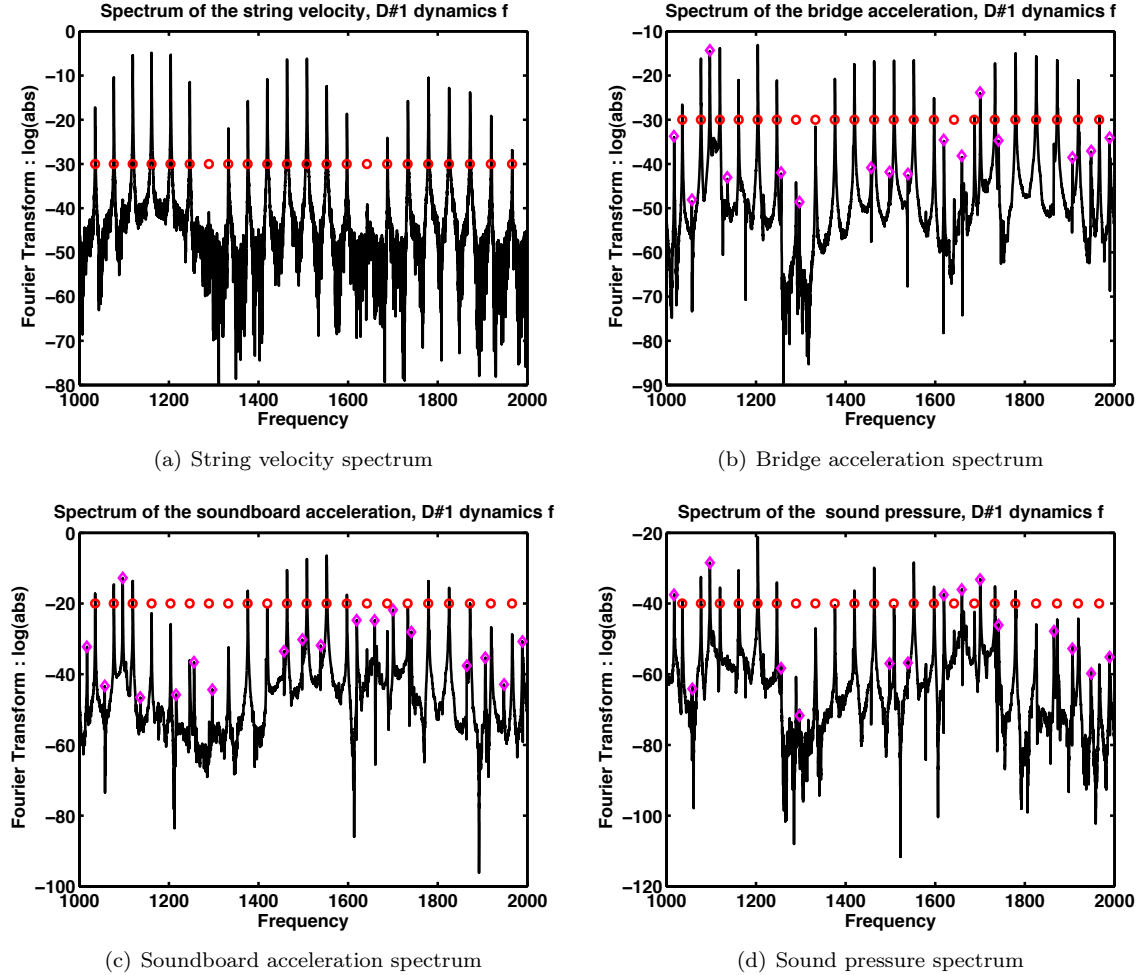 Spectrum of the string velocity, D#1 dynamics f
0
−10
−20
−30
−40
−50
−60
−70
−80
Fourier Transform : log(abs)
1000 1200 1400 1600 1800 2000
Frequency
(a) String velocity spectrum
Spectrum of the bridge acceleration, D#1 dynamics f
−10
−20
−30
−40
−50
−60
−70
−80
−90
Fourier Transform : log(abs)
1000 1200 1400 1600 1800 2000
Frequency
(b) Bridge acceleration spectrum
Spectrum of the soundboard acceleration, D#1 dynamics f
0
−20
−40
−60
−80
−100
Fourier Transform : log(abs)
1000 1200 1400 1600 1800 2000
Frequency
(c) Soundboard acceleration spectrum
Spectrum of the sound pressure, D#1 dynamics f
−20
−40
−60
−80
−100
−120
Fourier Transform : log(abs)
1000 1200 1400 1600 1800 2000
Frequency
(d) Sound pressure spectrum